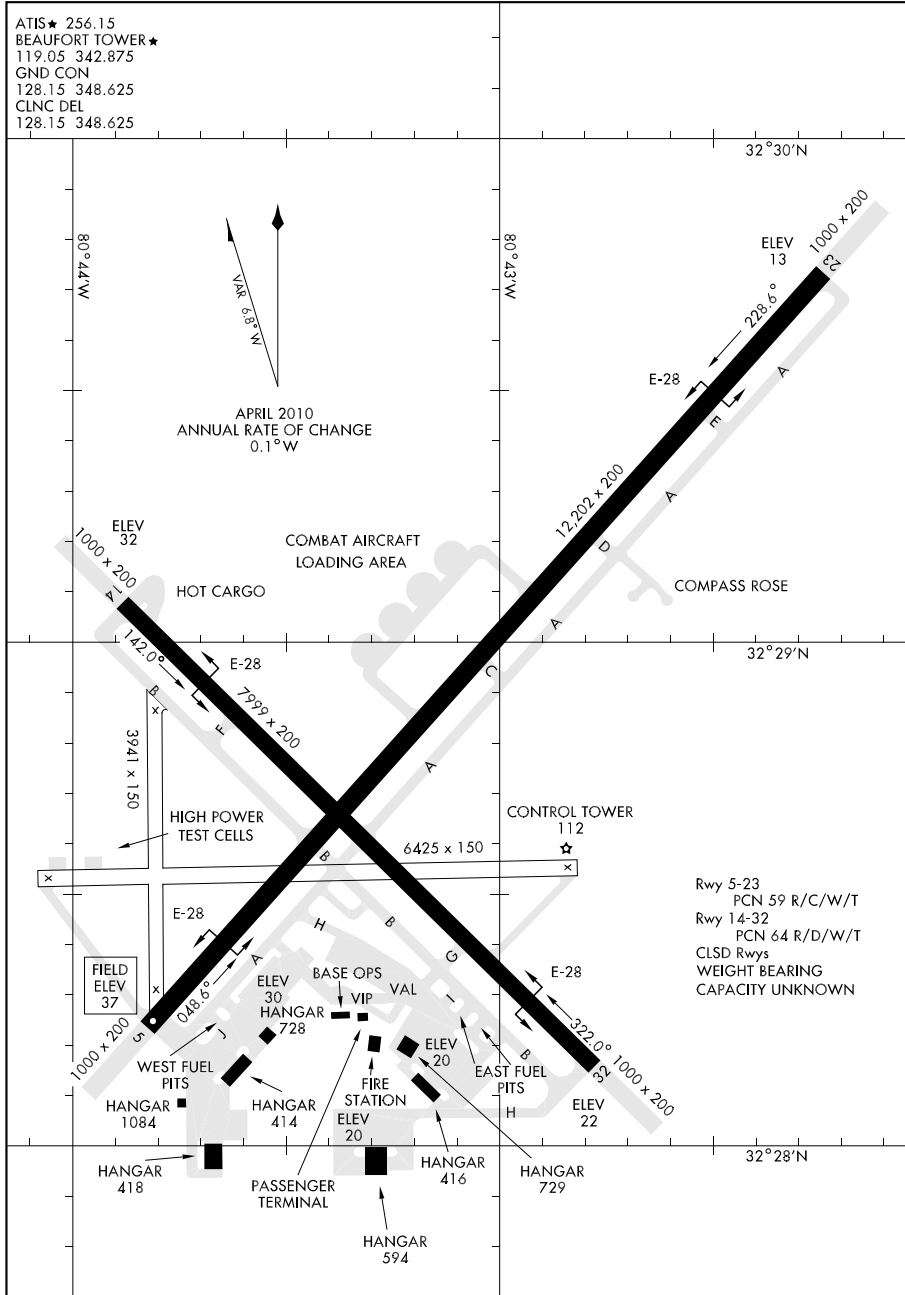 ATIS★ 256.15
BEAUFORT TOWER★
119.05 342.875
GND CON
128.15 348.625
CLNC DEL
128.15 348.625
32°30'N
80°44'W
80°43'W
VAR 6.8° W
APRIL 2010
ANNUAL RATE OF CHANGE
0.1° W
ELEV
13
1000 x 200
23
228.6°
E-28
A
E
12,202 x 200
A
D
COMPASS ROSE
A
C
A
COMBAT AIRCRAFT
LOADING AREA
ELEV
32
1000 x 200
14
HOT CARGO
142.0°
E-28
7999 x 200
B
F
X
3941 x 150
32°29'N
HIGH POWER
TEST CELLS
CONTROL TOWER
112
6425 x 150
X
X
B
Rwy 5-23
PCN 59 R/C/W/T
Rwy 14-32
PCN 64 R/D/W/T
CLSD Rwys
WEIGHT BEARING
CAPACITY UNKNOWN
E-28
H
B
G
A
I
FIELD
ELEV
37
X
048.6°
5
1000 x 200
J
ELEV
30
BASE OPS
VIP
VAL
HANGAR
728
E-28
322.0°
32
1000 x 200
B
H
ELEV
22
ELEV
20
WEST FUEL
PITS
EAST FUEL
PITS
FIRE
STATION
HANGAR
1084
HANGAR
414
ELEV
20
32°28'N
HANGAR
418
PASSENGER
TERMINAL
HANGAR
416
HANGAR
729
HANGAR
594